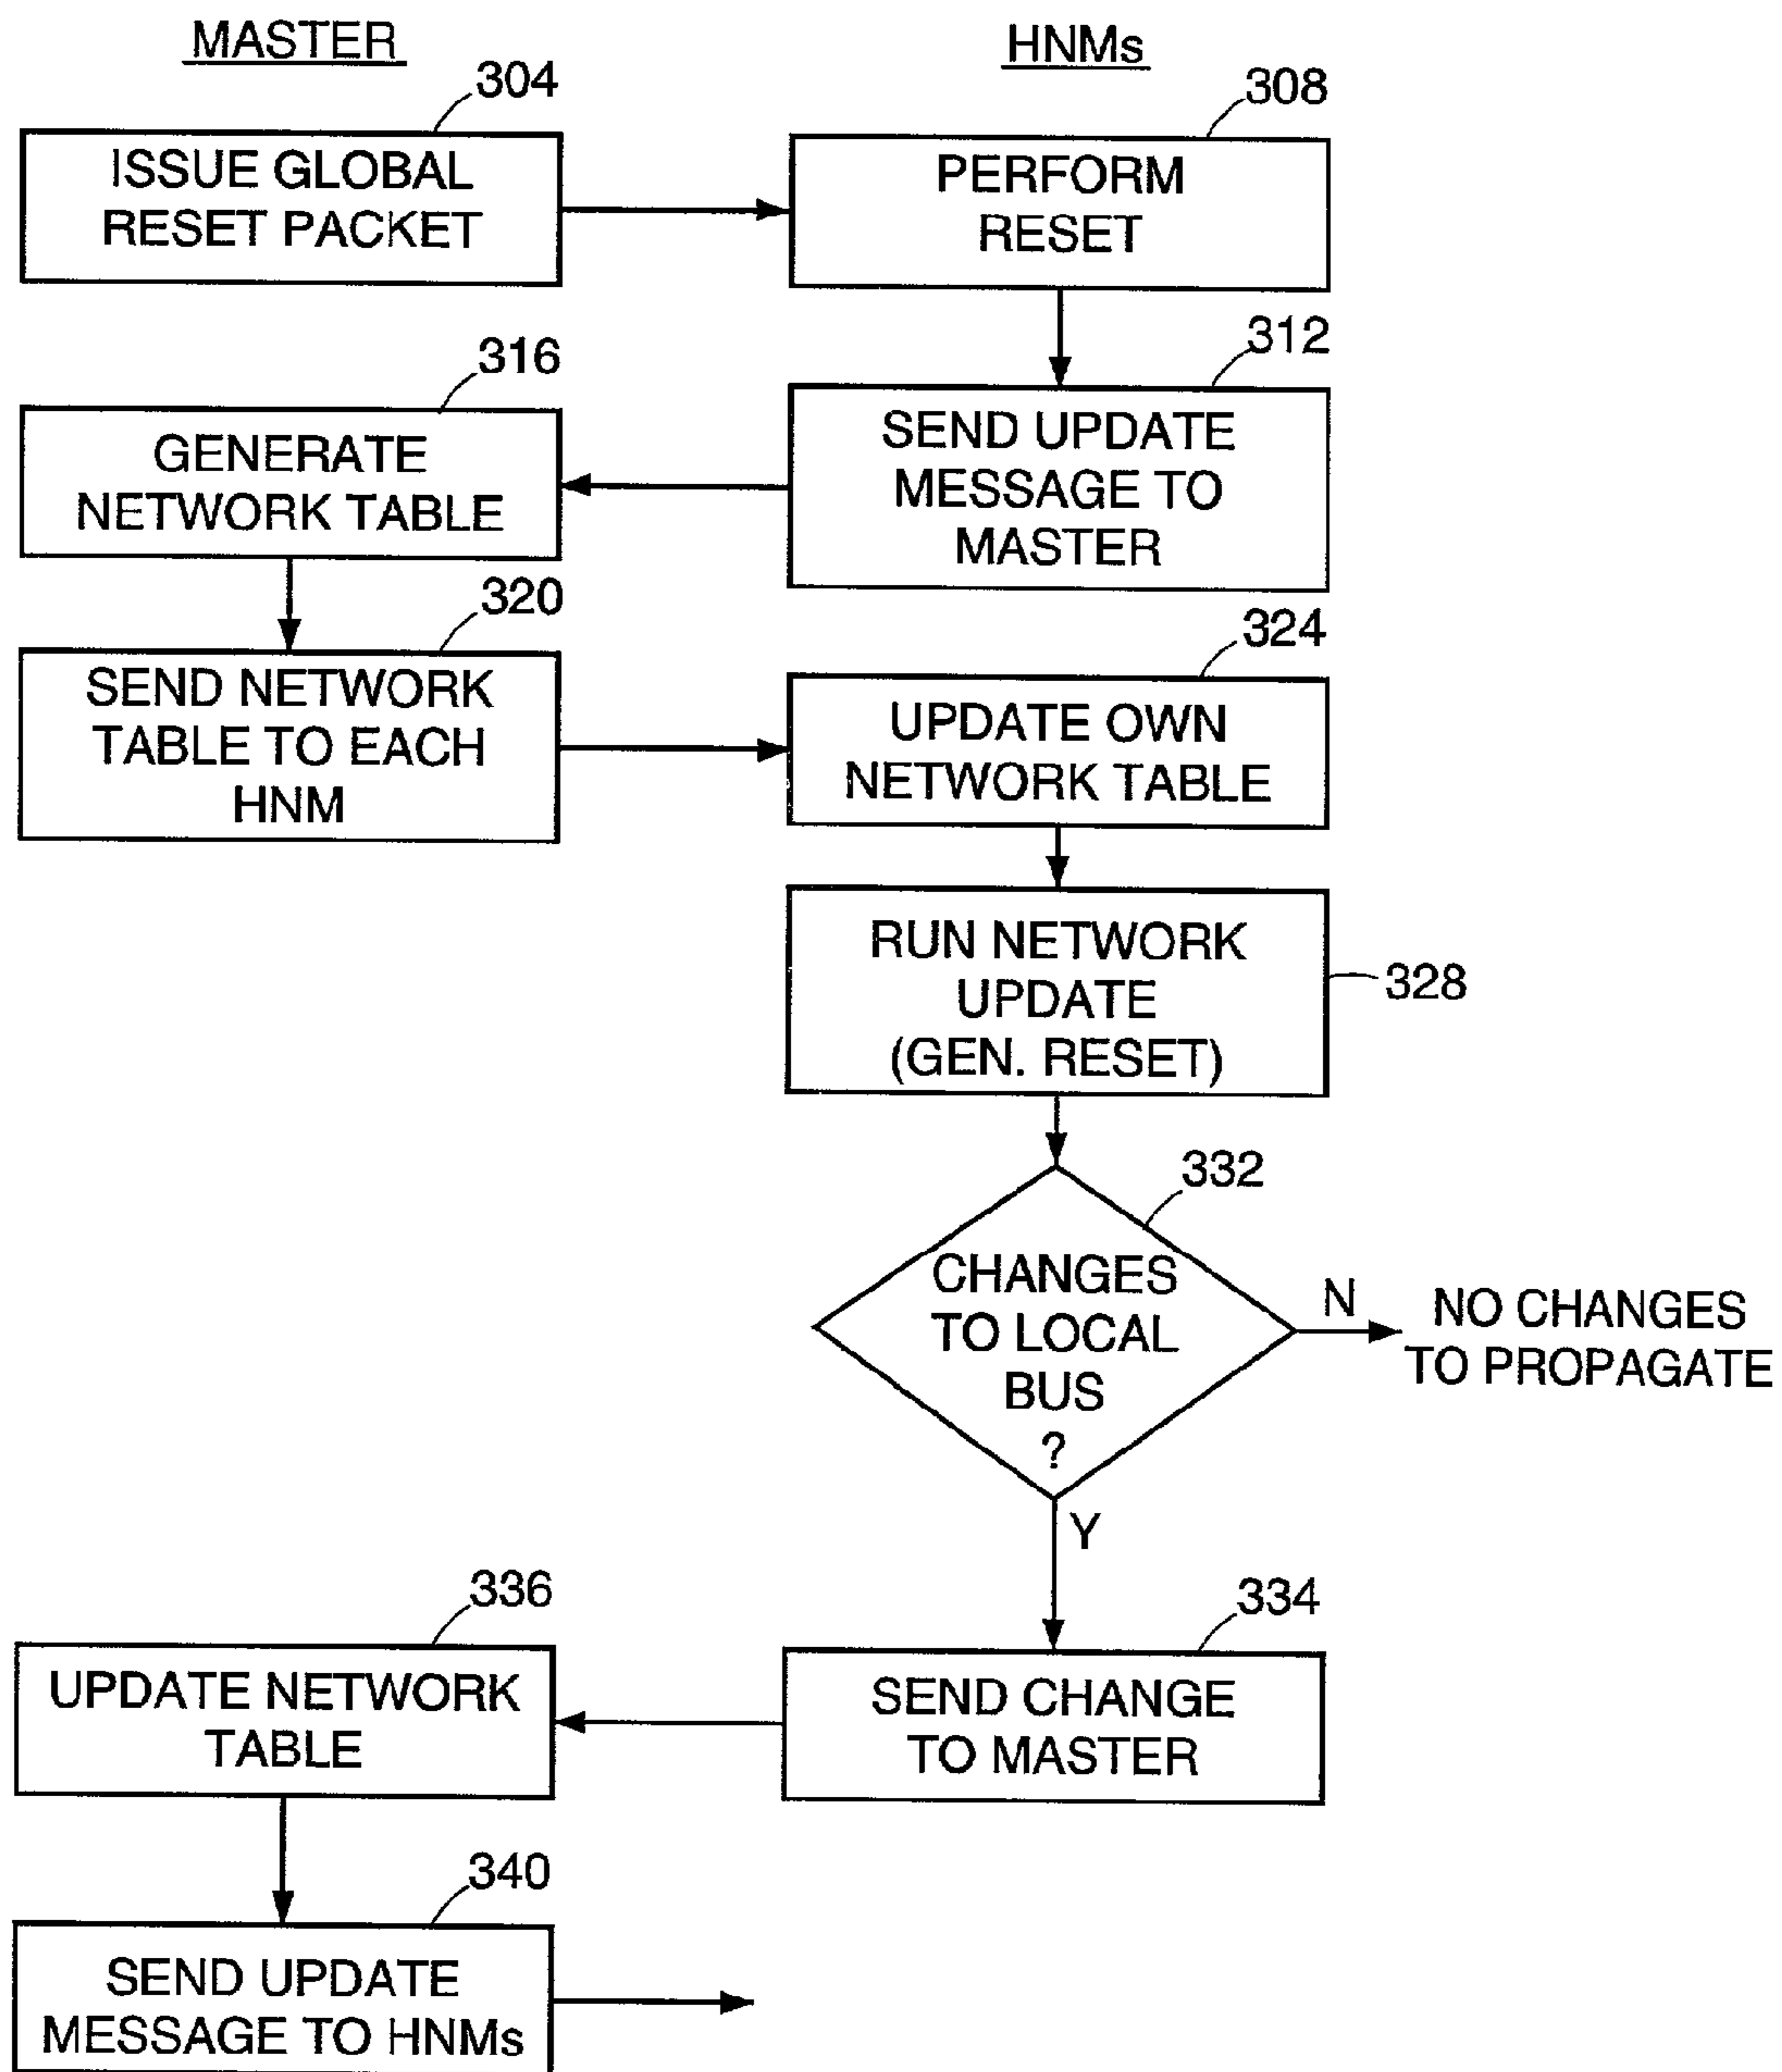 MASTER
HNMs
304
308
ISSUE GLOBAL
RESET PACKET
PERFORM
RESET
316
312
GENERATE
NETWORK TABLE
SEND UPDATE
MESSAGE TO
MASTER
320
324
SEND NETWORK
TABLE TO EACH
HNM
UPDATE OWN
NETWORK TABLE
RUN NETWORK
UPDATE
(GEN. RESET)
328
332
CHANGES
TO LOCAL
BUS
?
N
NO CHANGES
TO PROPAGATE
Y
336
334
UPDATE NETWORK
TABLE
SEND CHANGE
TO MASTER
340
SEND UPDATE
MESSAGE TO HNMs